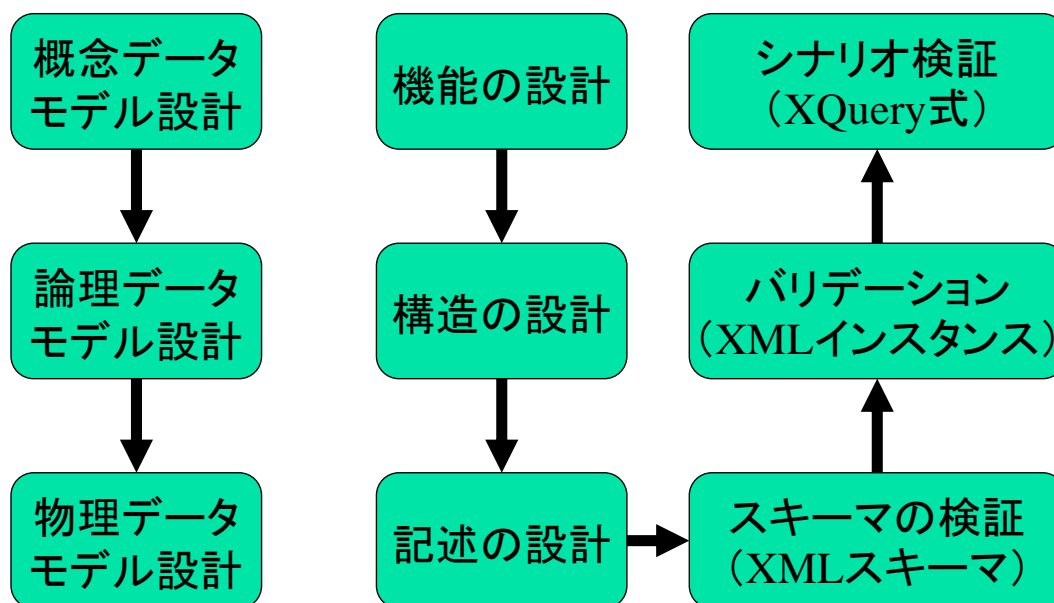 概念データ
モデル設計
論理データ
モデル設計
物理データ
モデル設計
機能の設計
構造の設計
記述の設計
シナリオ検証
（XQuery式）
バリデーション
（XMLインスタンス）
スキーマの検証
（XMLスキーマ）